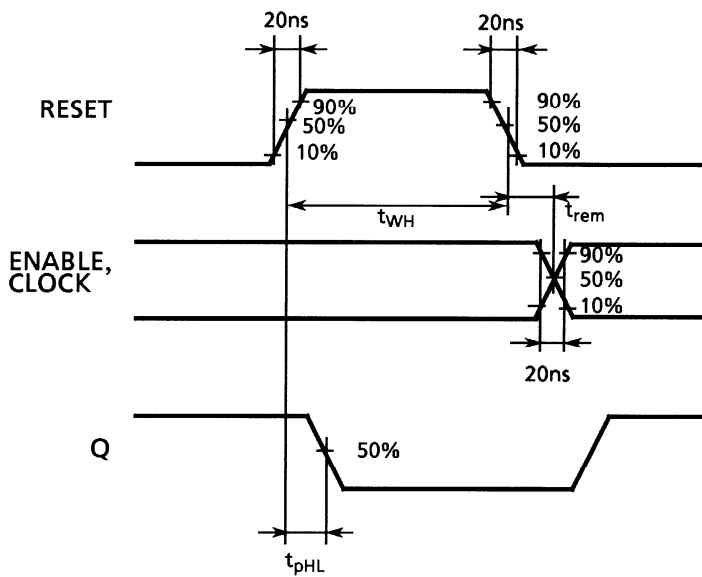 20ns 20ns
RESET
90% 90%
50% 50%
10% 10%
tWH
trem
ENABLE,
CLOCK
90%
50%
10%
20ns
Q
50%
tpHL